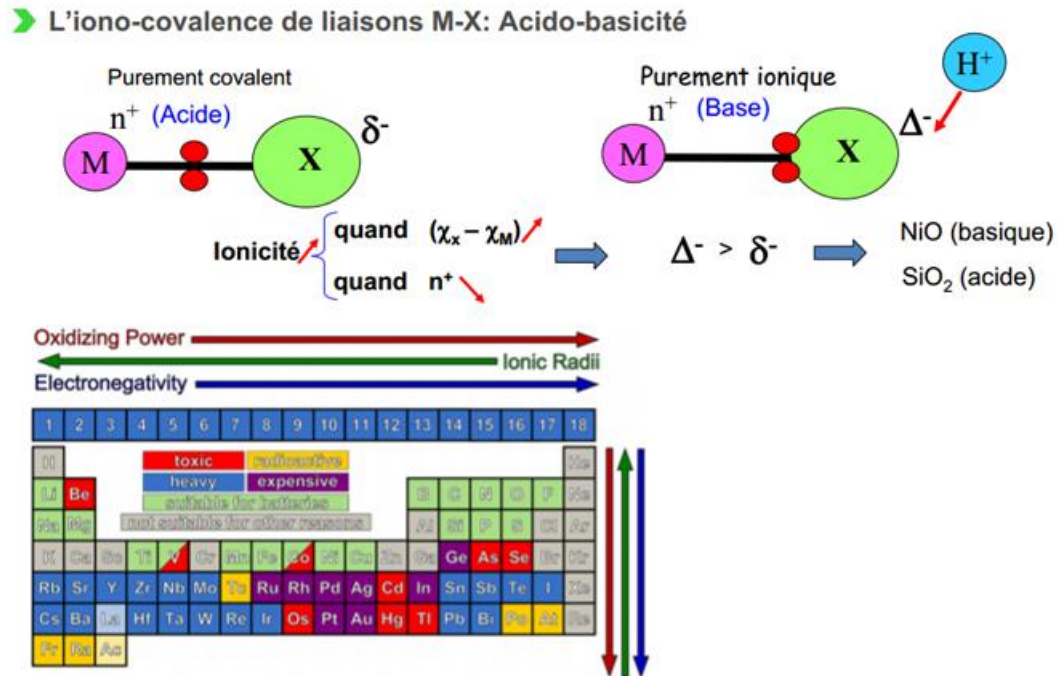 L'iono-covalence de liaisons M-X: Acido-basicité
Purement covalent
n⁺ (Acide)
M
X
δ⁻
Purement ionique
n⁺ (Base)
M
X
Δ⁻
H⁺
Ionicité
quand (χₓ – χ_M)
quand n⁺
Δ⁻ > δ⁻
NiO (basique)
SiO₂ (acide)
Oxidizing Power
Ionic Radii
Electronegativity
1 2 3 4 5 6 7 8 9 10 11 12 13 14 15 16 17 18
toxic radioactive
heavy expensive
suitable for batteries
not suitable for other reasons
H He
Li Be B C N O F Ne
Na Mg Al Si P S Cl Ar
K Ca Sc Ti V Cr Mn Fe Co Ni Cu Zn Ga Ge As Se Br Kr
Rb Sr Y Zr Nb Mo Tc Ru Rh Pd Ag Cd In Sn Sb Te I Xe
Cs Ba La Hf Ta W Re Ir Os Pt Au Hg Tl Pb Bi Po At Re
Fr Ra Ac